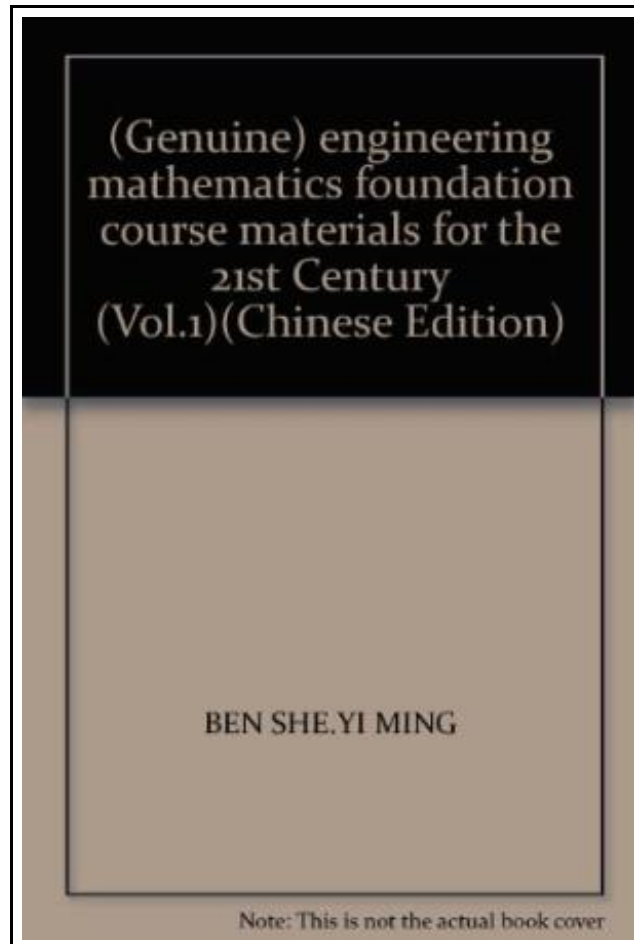 (Genuine) engineering
mathematics foundation
course materials for the
21st Century
(Vol.1)(Chinese Edition)
BEN SHE.YI MING
Note: This is not the actual book cover